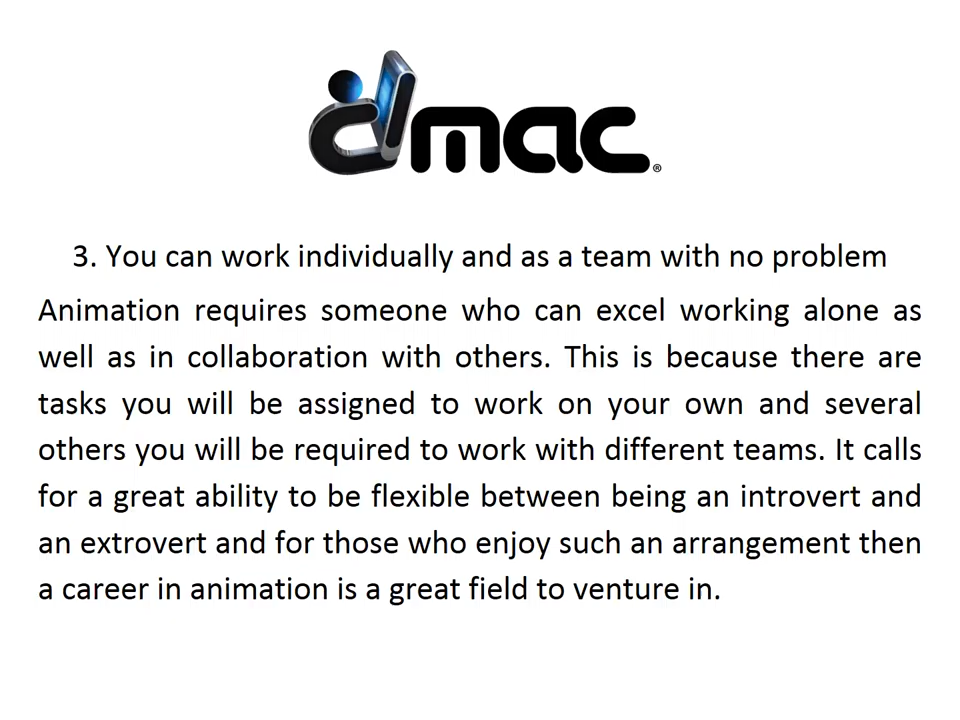 dmac®
3. You can work individually and as a team with no problem
Animation requires someone who can excel working alone as
well as in collaboration with others. This is because there are
tasks you will be assigned to work on your own and several
others you will be required to work with different teams. It calls
for a great ability to be flexible between being an introvert and
an extrovert and for those who enjoy such an arrangement then
a career in animation is a great field to venture in.